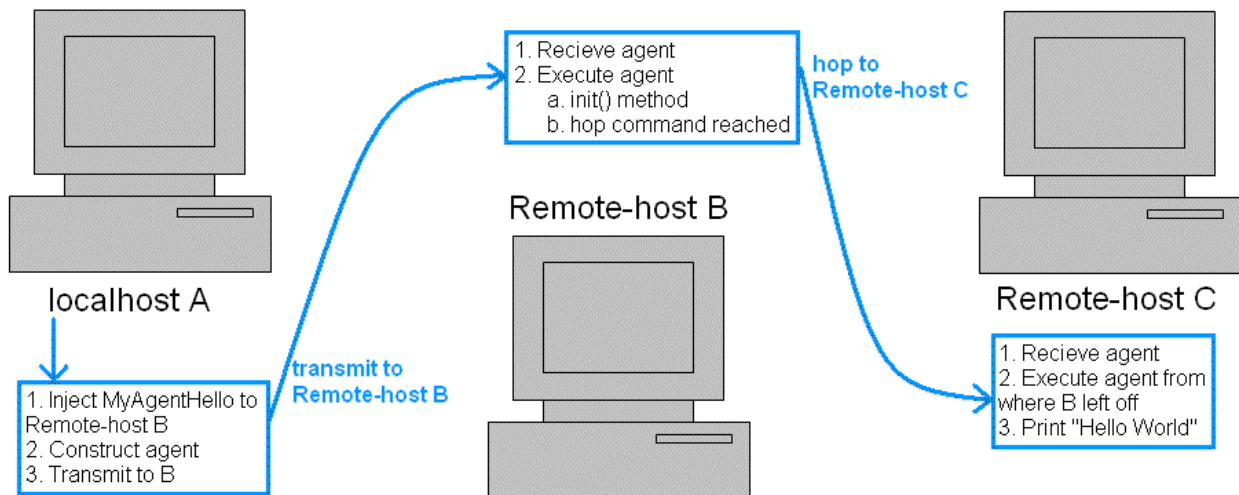 localhost A
1. Inject MyAgentHello to
Remote-host B
2. Construct agent
3. Transmit to B
transmit to
Remote-host B
1. Recieve agent
2. Execute agent
a. init() method
b. hop command reached
Remote-host B
hop to
Remote-host C
Remote-host C
1. Recieve agent
2. Execute agent from
where B left off
3. Print "Hello World"